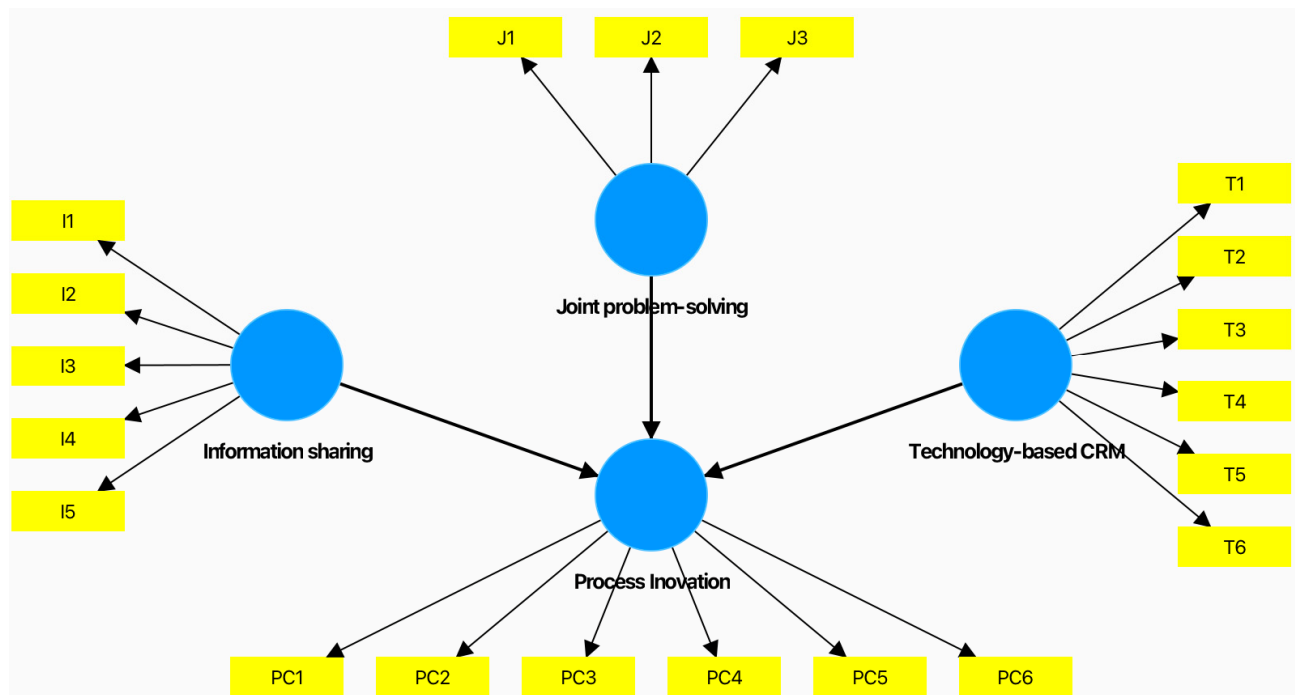 J1 J2 J3
T1
I1
T2
I2
Joint problem-solving
T3
I3
T4
I4
Information sharing
Technology-based CRM
T5
I5
T6
Process Inovation
PC1 PC2 PC3 PC4 PC5 PC6